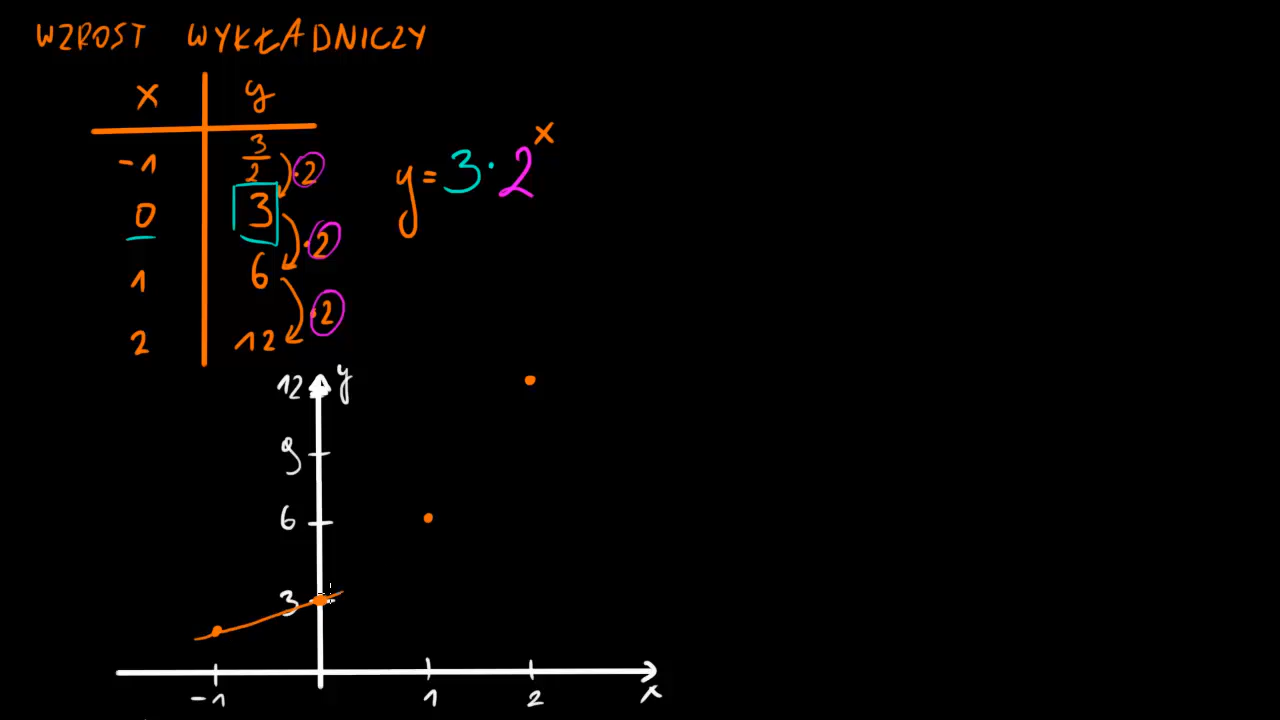 WZROST WYKŁADNICZY
x y
-1 3/2 ·2
0 3 ·2
1 6 ·2
2 12
y = 3 · 2^x
12 y
9
6
3
-1 1 2 x